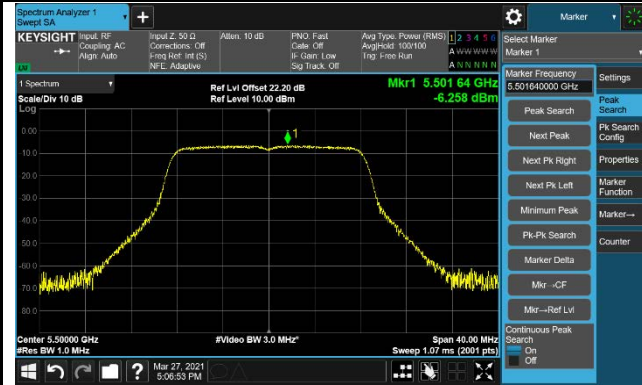 Spectrum Analyzer 1
Swept SA
Marker
KEYSIGHT
Input: RF
Coupling: AC
Align: Auto
Input Z: 50 Ω
Corrections: Off
Freq Ref: Int (S)
NFE: Adaptive
Atten: 10 dB
PNO: Fast
Gate: Off
IF Gain: Low
Sig Track: Off
Avg Type: Power (RMS)
Avg|Hold: 100/100
Trig: Free Run
1 2 3 4 5 6
A W W W W W
A N N N N N
Select Marker
Marker 1
1 Spectrum
Scale/Div 10 dB
Log
Ref Lvl Offset 22.20 dB
Ref Level 10.00 dBm
Mkr1 5.501 64 GHz
-6.258 dBm
1
0.00
-10.0
-20.0
-30.0
-40.0
-50.0
-60.0
-70.0
-80.0
Center 5.50000 GHz
#Res BW 1.0 MHz
#Video BW 3.0 MHz*
Span 40.00 MHz
Sweep 1.07 ms (2001 pts)
Marker Frequency
5.501640000 GHz
Peak Search
Next Peak
Next Pk Right
Next Pk Left
Minimum Peak
Pk-Pk Search
Marker Delta
Mkr→CF
Mkr→Ref Lvl
Continuous Peak
Search
On
Off
Settings
Peak
Search
Pk Search
Config
Properties
Marker
Function
Marker→
Counter
Mar 27, 2021
5:06:53 PM